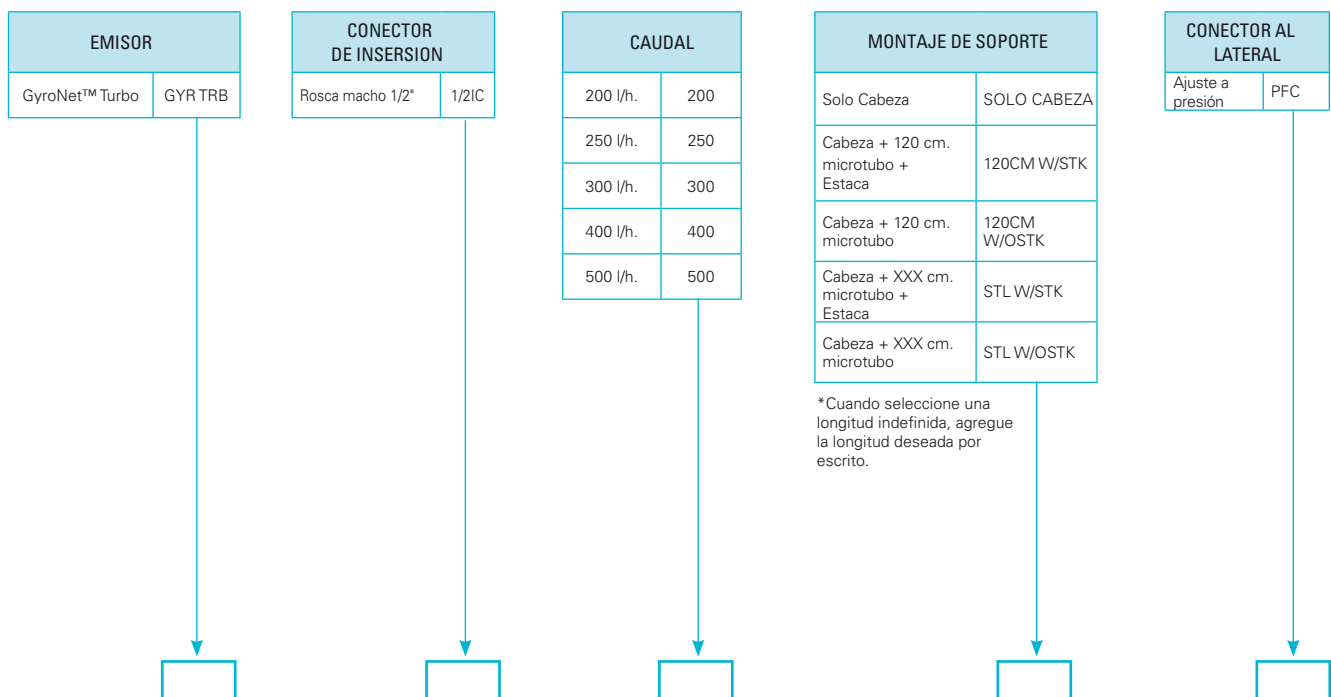 EMISOR
GyroNet™ Turbo
GYR TRB
CONECTOR
DE INSERSION
Rosca macho 1/2"
1/2IC
CAUDAL
200 l/h.
200
250 l/h.
250
300 l/h.
300
400 l/h.
400
500 l/h.
500
MONTAJE DE SOPORTE
Solo Cabeza
SOLO CABEZA
Cabeza + 120 cm.
microtubo +
Estaca
120CM W/STK
Cabeza + 120 cm.
microtubo
120CM
W/OSTK
Cabeza + XXX cm.
microtubo +
Estaca
STL W/STK
Cabeza + XXX cm.
microtubo
STL W/OSTK
*Cuando seleccione una
longitud indefinida, agregue
la longitud deseada por
escrito.
CONECTOR AL
LATERAL
Ajuste a
presión
PFC